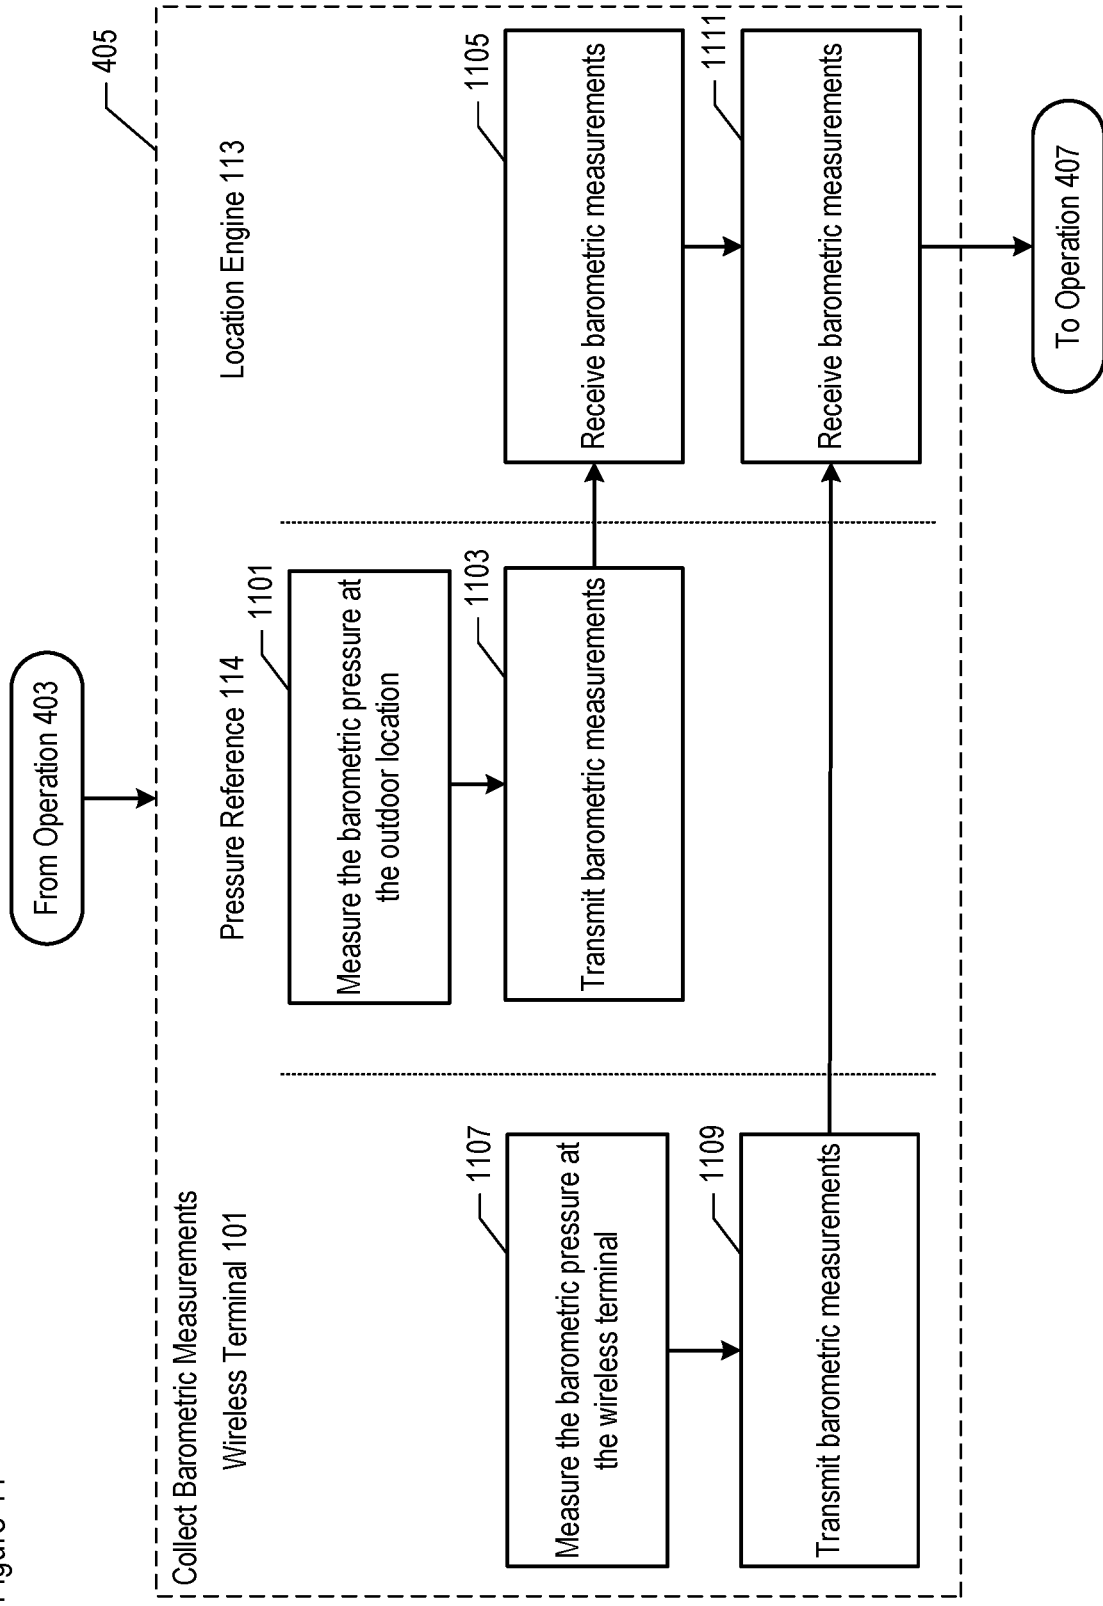 Figure 11
From Operation 403
405
Collect Barometric Measurements
Wireless Terminal 101
Pressure Reference 114
Location Engine 113
1101
Measure the barometric pressure at
the outdoor location
1107
Measure the barometric pressure at
the wireless terminal
1103
Transmit barometric measurements
1105
Receive barometric measurements
1109
Transmit barometric measurements
1111
Receive barometric measurements
To Operation 407